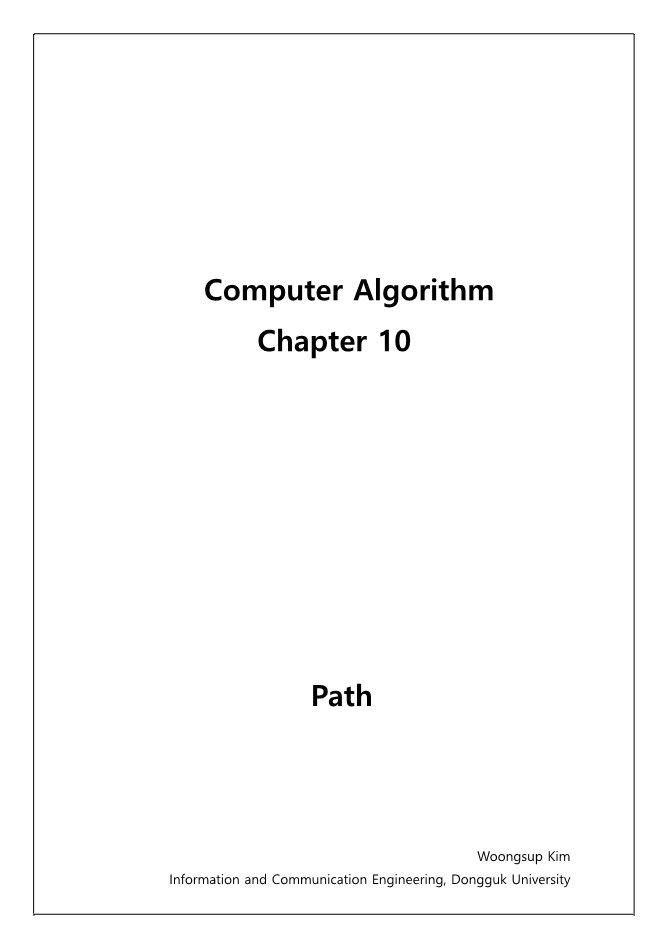 Computer Algorithm
Chapter 10
Path
Woongsup Kim
Information and Communication Engineering, Dongguk University